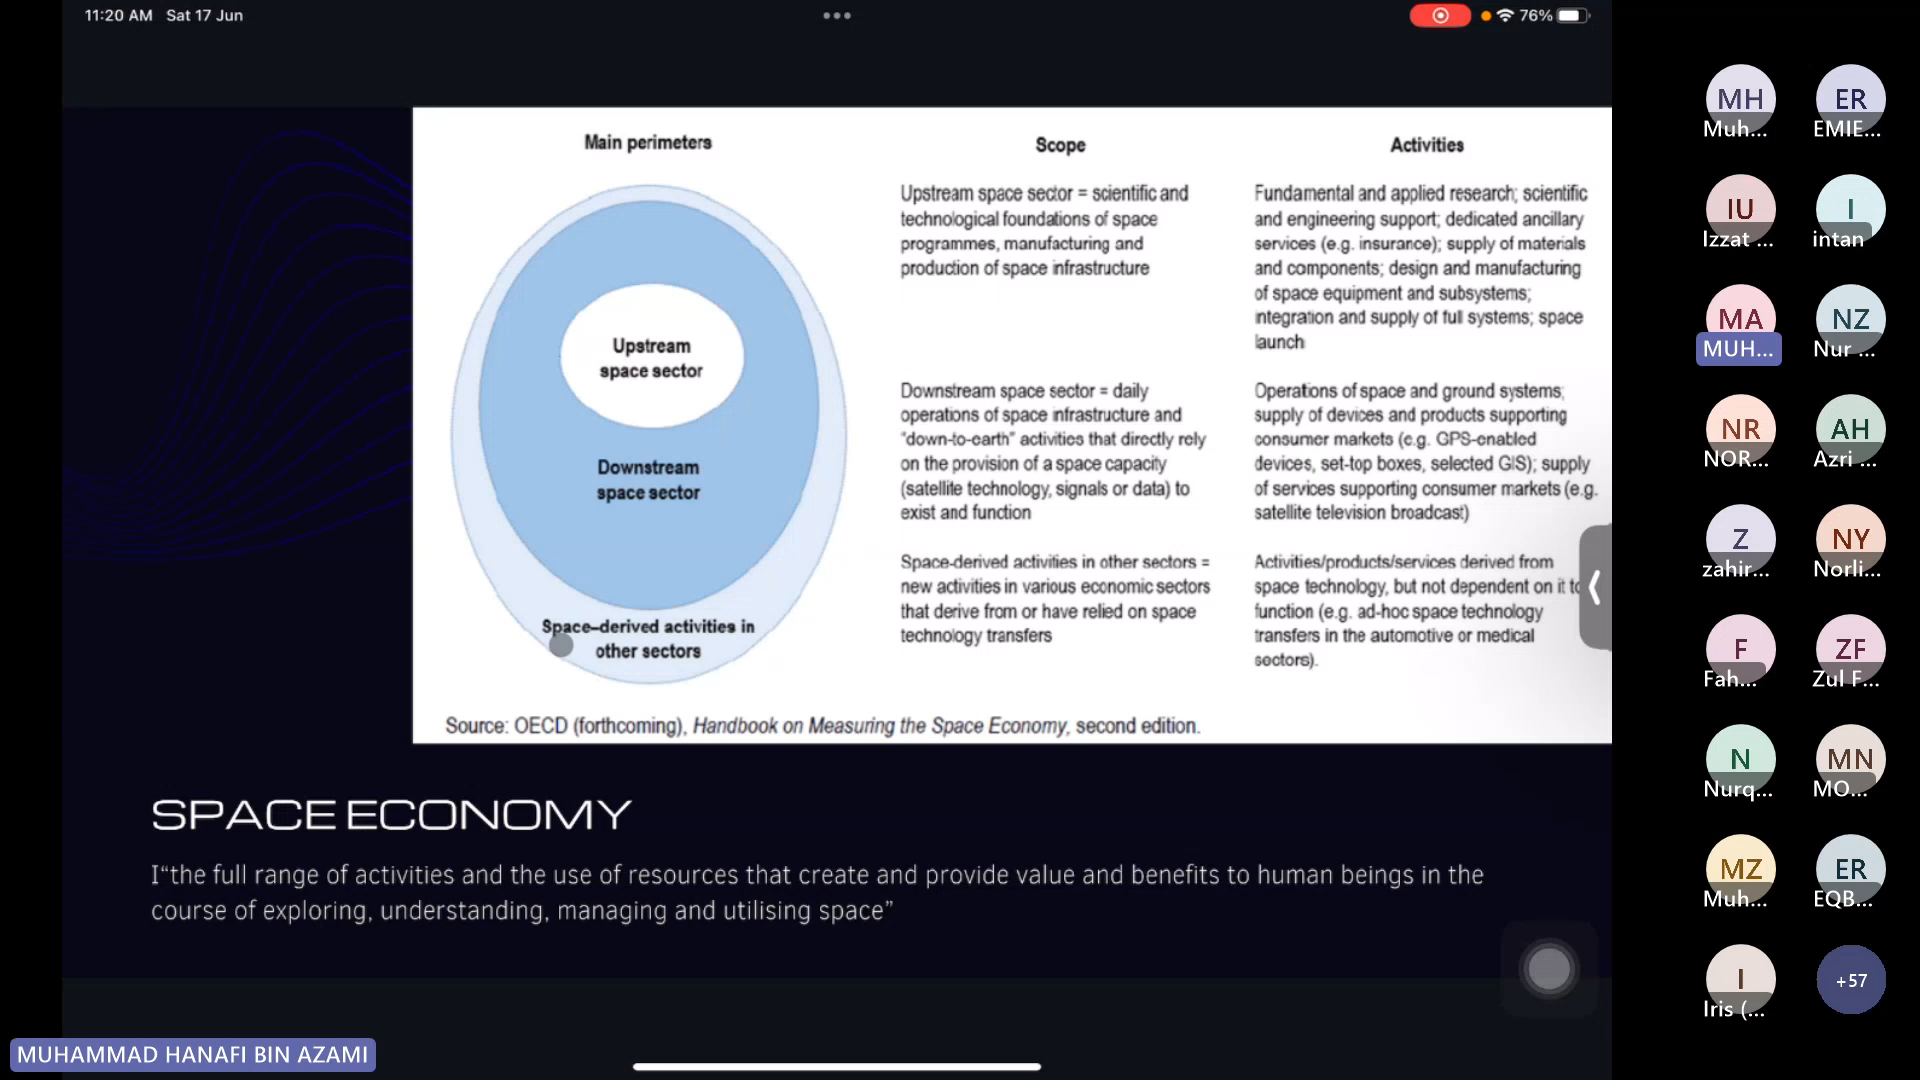 11:20 AM Sat 17 Jun
76%
Main perimeters
Scope
Activities
Upstream
space sector
Downstream
space sector
Space–derived activities in
other sectors
Upstream space sector = scientific and
technological foundations of space
programmes, manufacturing and
production of space infrastructure
Fundamental and applied research; scientific
and engineering support; dedicated ancillary
services (e.g. insurance); supply of materials
and components; design and manufacturing
of space equipment and subsystems;
integration and supply of full systems; space
launch
Downstream space sector = daily
operations of space infrastructure and
"down-to-earth" activities that directly rely
on the provision of a space capacity
(satellite technology, signals or data) to
exist and function
Operations of space and ground systems;
supply of devices and products supporting
consumer markets (e.g. GPS-enabled
devices, set-top boxes, selected GIS); supply
of services supporting consumer markets (e.g.
satellite television broadcast)
Space-derived activities in other sectors =
new activities in various economic sectors
that derive from or have relied on space
technology transfers
Activities/products/services derived from
space technology, but not dependent on it to
function (e.g. ad-hoc space technology
transfers in the automotive or medical
sectors).
Source: OECD (forthcoming), Handbook on Measuring the Space Economy, second edition.
SPACE ECONOMY
I“the full range of activities and the use of resources that create and provide value and benefits to human beings in the
course of exploring, understanding, managing and utilising space”
MUHAMMAD HANAFI BIN AZAMI
MH
Muh...
ER
EMIE...
IU
Izzat ...
I
intan
MA
MUH...
NZ
Nur ...
NR
NOR...
AH
Azri ...
Z
zahir...
NY
Norli...
F
Fah...
ZF
Zul F...
N
Nurq...
MN
MO...
MZ
Muh...
ER
EQB...
I
Iris (...
+57